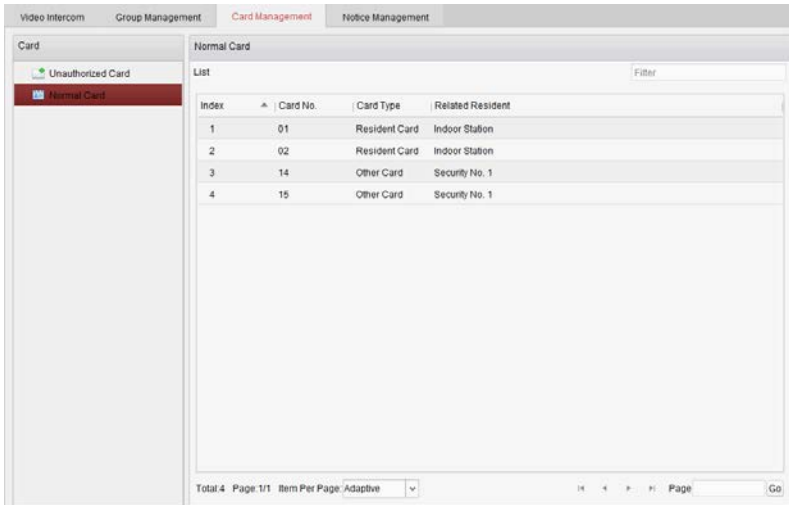 Video Intercom Group Management Card Management Notice Management
Card
Unauthorized Card
Normal Card
Normal Card
List Filter
Index Card No. Card Type Related Resident
1 01 Resident Card Indoor Station
2 02 Resident Card Indoor Station
3 14 Other Card Security No. 1
4 15 Other Card Security No. 1
Total:4 Page:1/1 Item Per Page: Adaptive Page Go